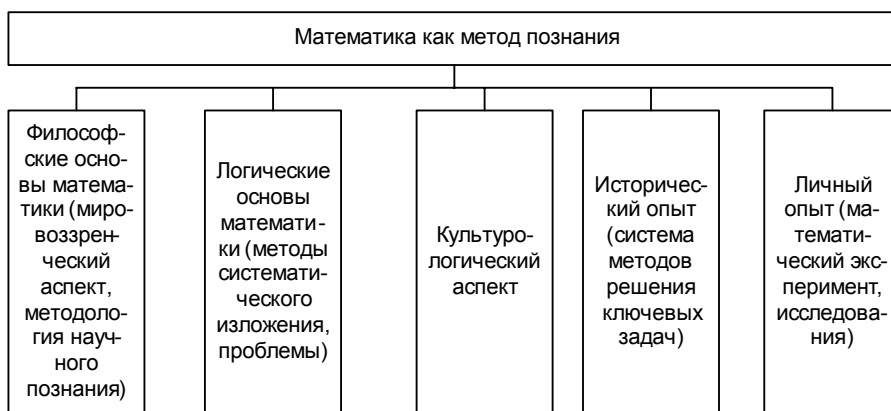 Математика как метод познания
Философ-
ские осно-
вы матема-
тики (миро-
воззрен-
ческий
аспект,
методоло-
гия науч-
ного
познания)
Логические
основы
математи-
ки (методы
системати-
ческого
изложения,
проблемы)
Культуро-
логический
аспект
Историчес-
кий опыт
(система
методов
решения
ключевых
задач)
Личный
опыт (ма-
темати-
ческий экс-
перимент,
исследова-
ния)